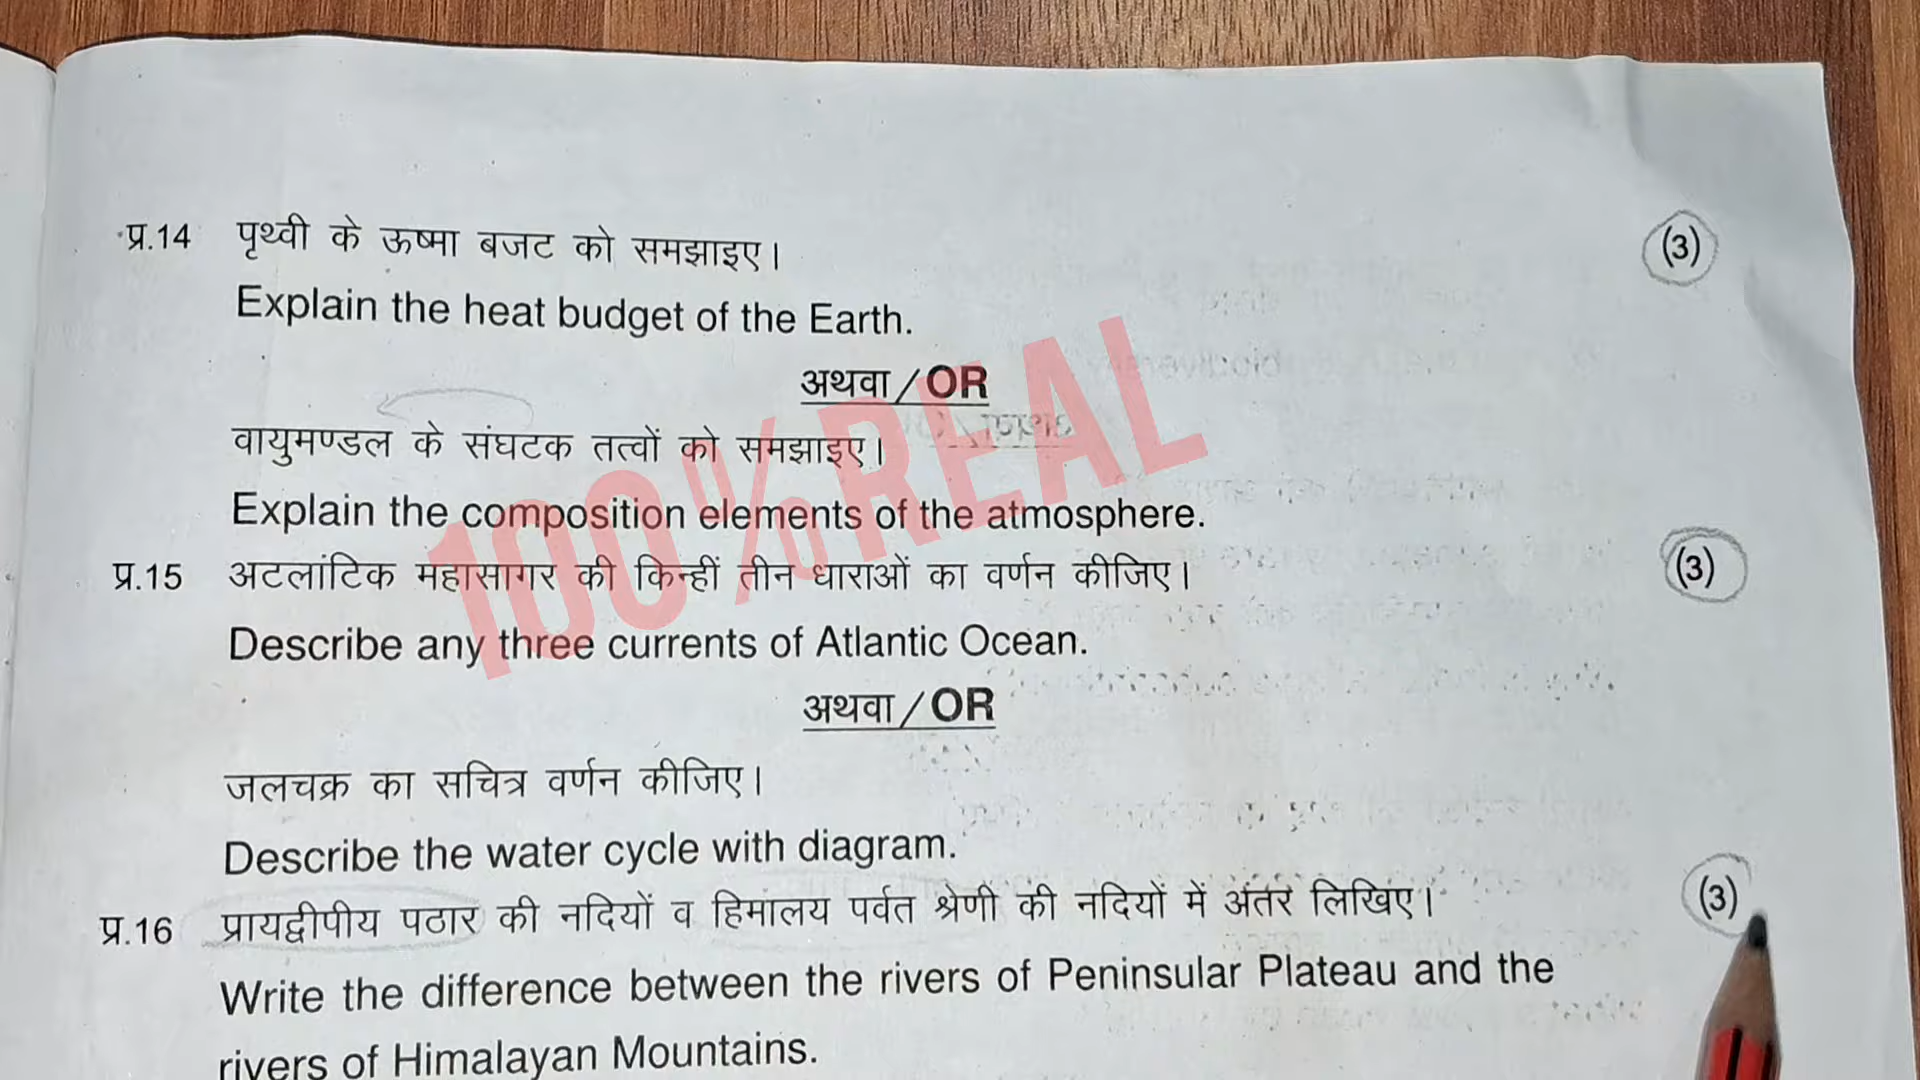 प्र.14 पृथ्वी के ऊष्मा बजट को समझाइए। (3)
Explain the heat budget of the Earth.
अथवा / OR
वायुमण्डल के संघटक तत्वों को समझाइए।
Explain the composition elements of the atmosphere.
100% REAL
प्र.15 अटलांटिक महासागर की किन्हीं तीन धाराओं का वर्णन कीजिए। (3)
Describe any three currents of Atlantic Ocean.
अथवा / OR
जलचक्र का सचित्र वर्णन कीजिए।
Describe the water cycle with diagram.
प्र.16 प्रायद्वीपीय पठार की नदियों व हिमालय पर्वत श्रेणी की नदियों में अंतर लिखिए। (3)
Write the difference between the rivers of Peninsular Plateau and the
rivers of Himalayan Mountains.